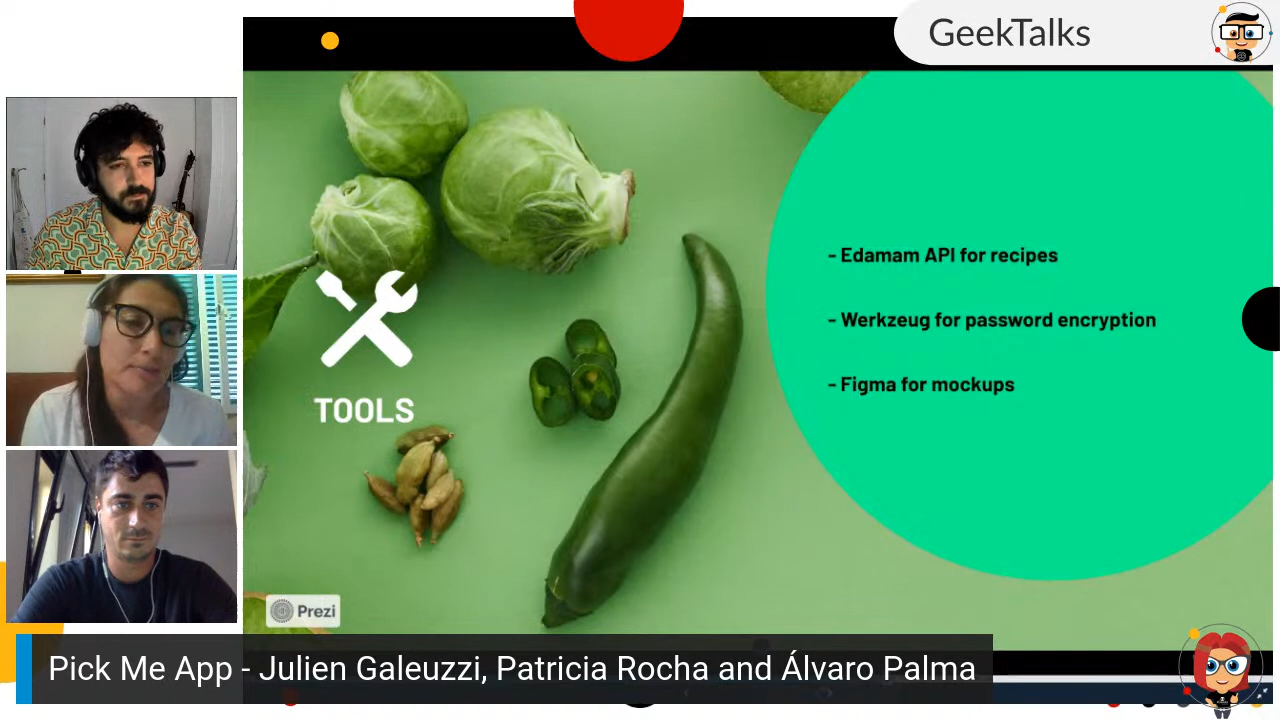 GeekTalks
- Edamam API for recipes
- Werkzeug for password encryption
- Figma for mockups
TOOLS
Prezi
Pick Me App - Julien Galeuzzi, Patricia Rocha and Álvaro Palma